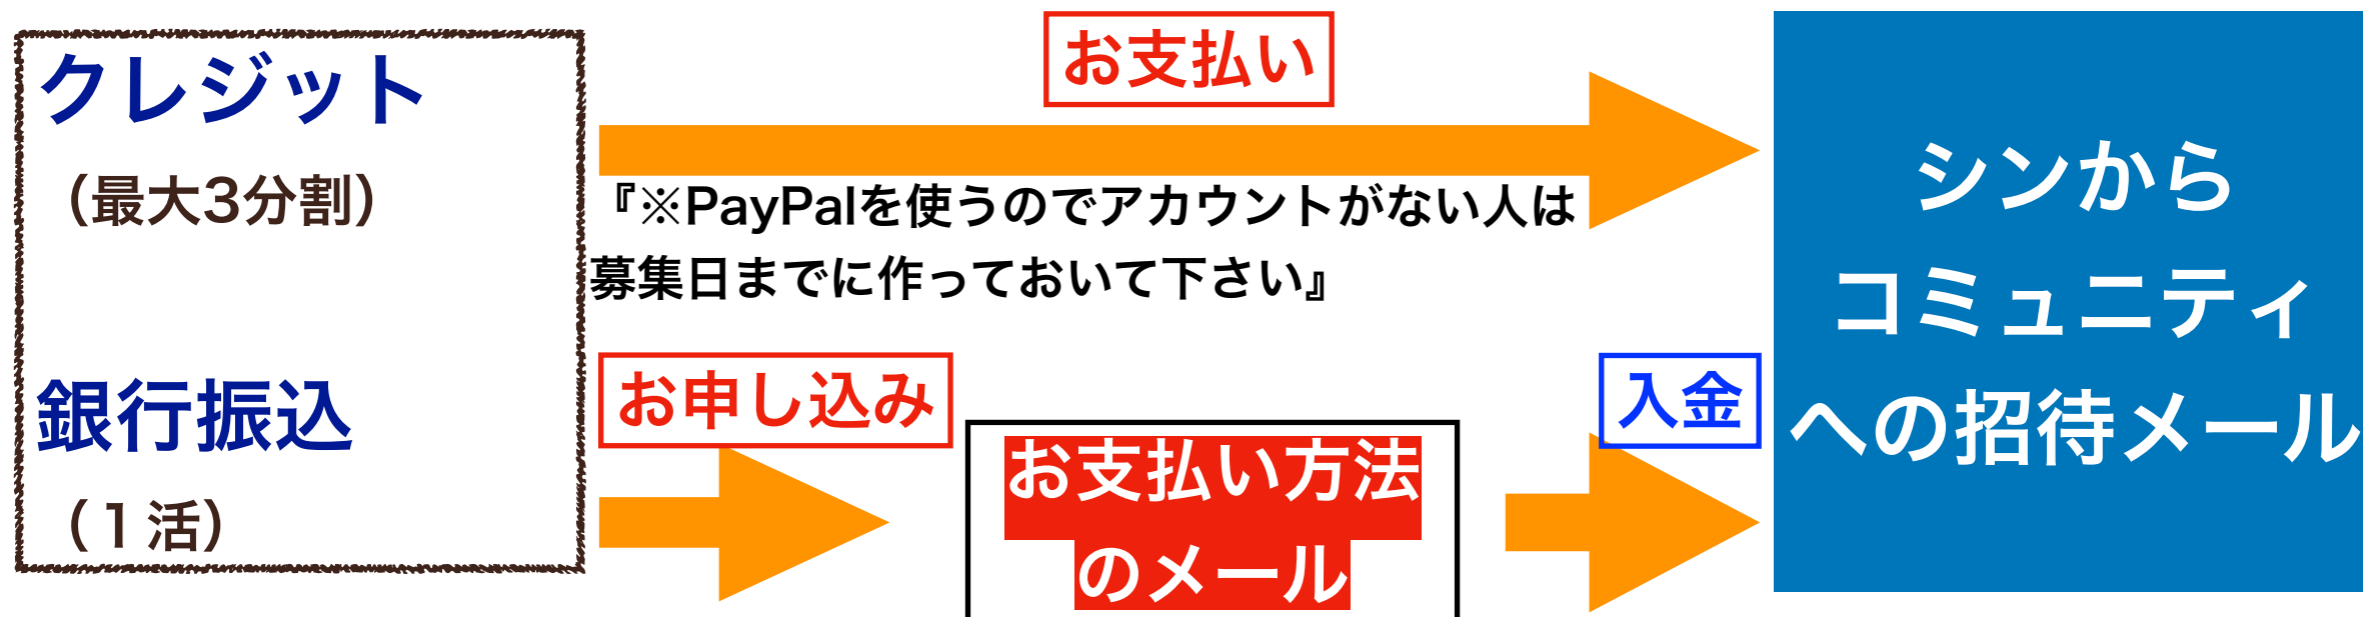 クレジット
（最大3分割）
銀行振込
（１活）
お支払い
『※PayPalを使うのでアカウントがない人は
募集日までに作っておいて下さい』
お申し込み
お支払い方法
のメール
入金
シンから
コミュニティ
への招待メール